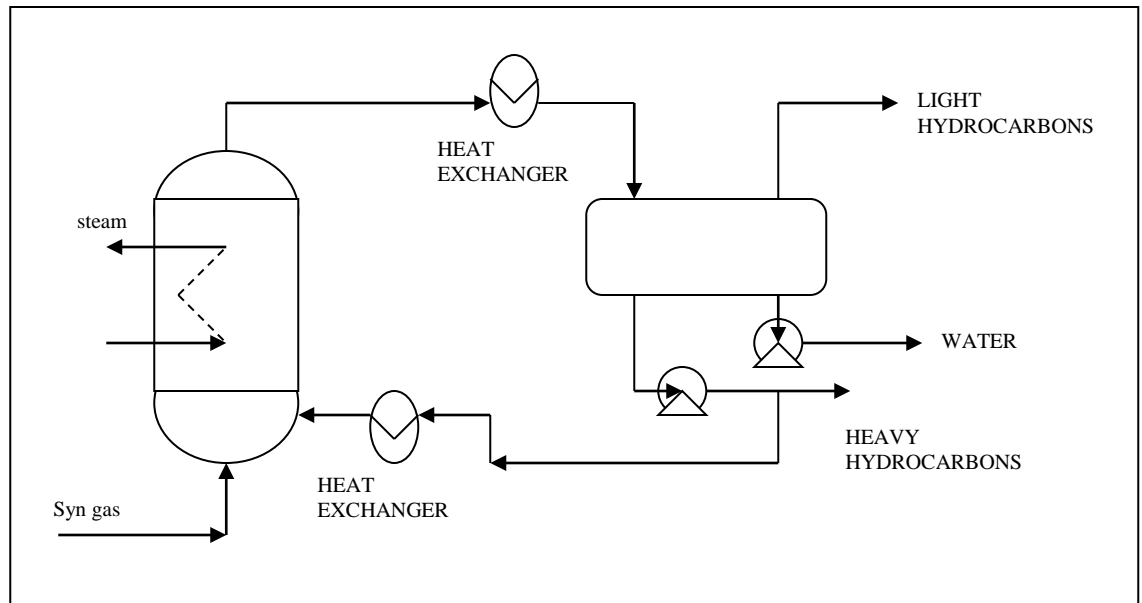 LIGHT
HYDROCARBONS
HEAT
EXCHANGER
steam
WATER
HEAVY
HYDROCARBONS
HEAT
EXCHANGER
Syn gas